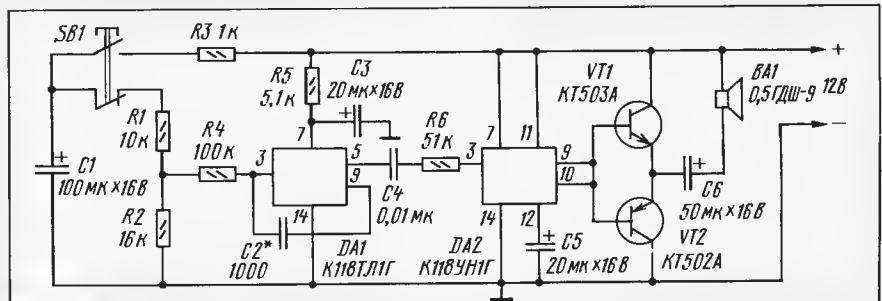 SB1
R3 1к
+
R5
5,1к
C3
20мк×16В
VT1
КТ503А
BA1
0,5ГДШ-9
12В
−
R1
10к
R4
100к
7
3
5
9
14
R6
51к
3
7
11
9
10
14
12
+
C1
100мк×16В
R2
16к
C2*
1000
DA1
К118ТЛ1Г
C4
0,01мк
DA2
К118УН1Г
+
C5
20мк×16В
+
C6
50мк×16В
VT2
КТ502А